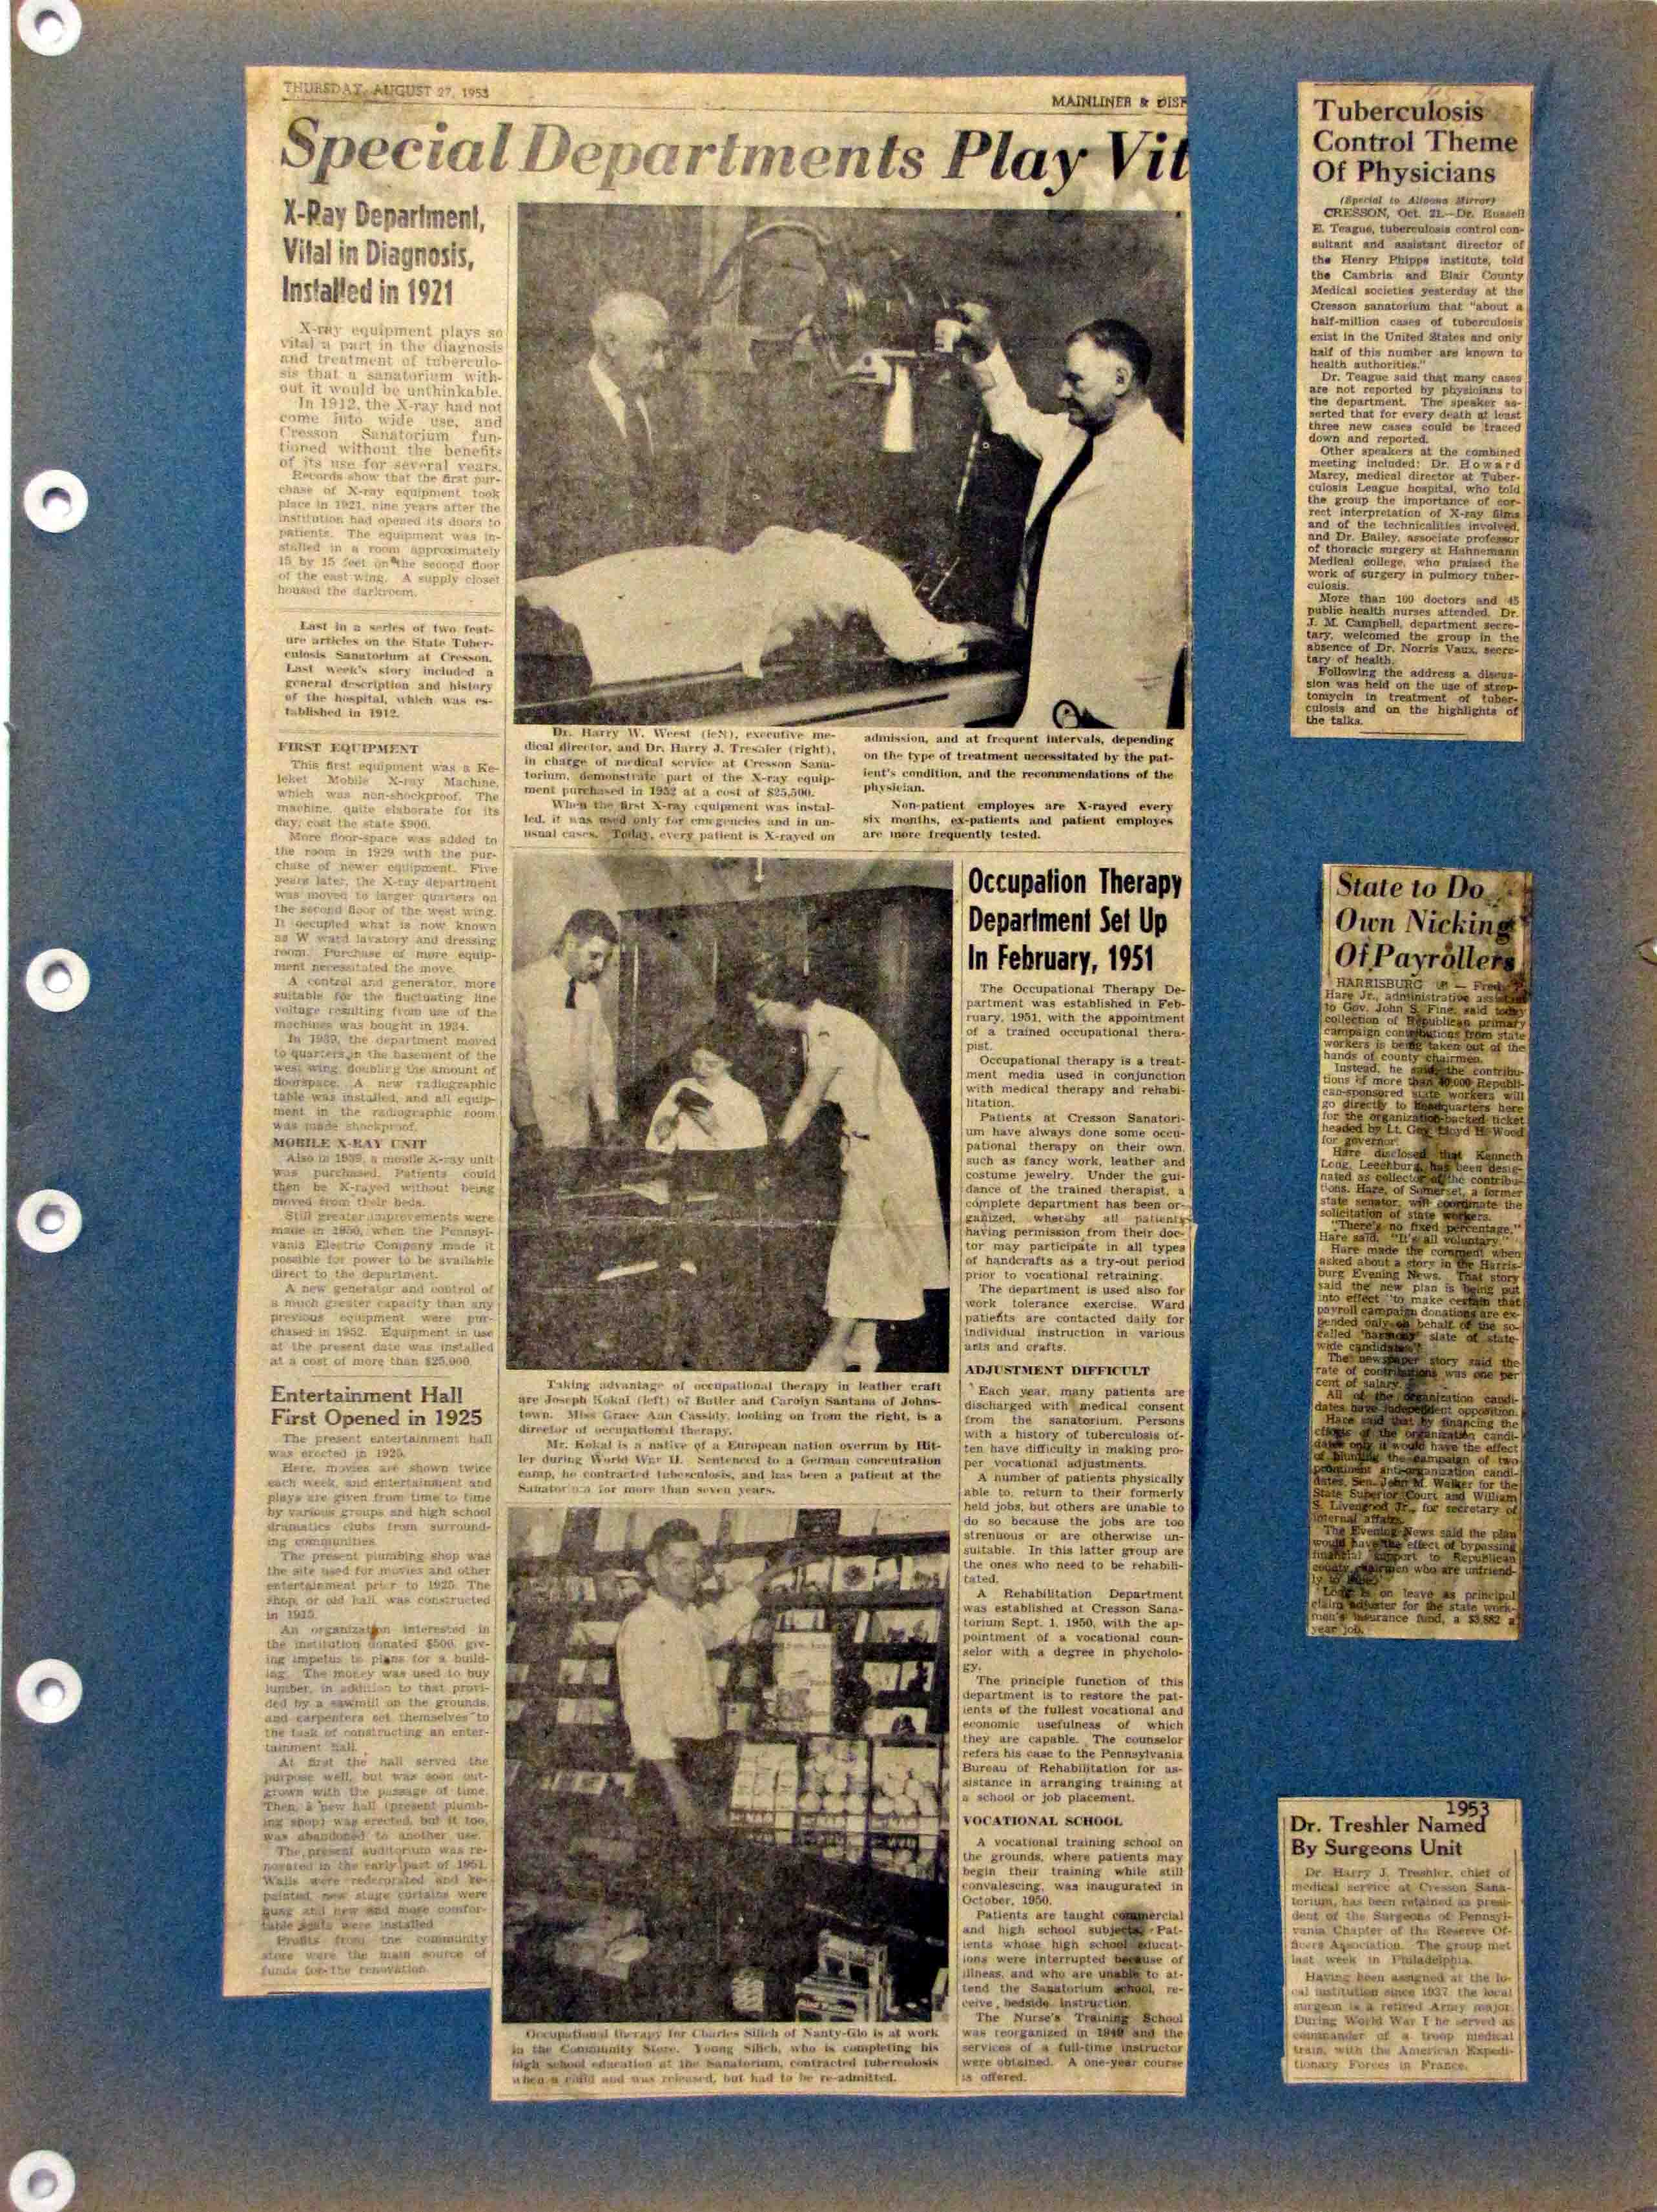 THURSDAY, AUGUST 27, 1953
MAINLINER & DISP
Special Departments Play Vit
X-Ray Department,
Vital in Diagnosis,
Installed in 1921
X-ray equipment plays so
vital a part in the diagnosis
and treatment of tuberculo-
sis that a sanatorium with-
out it would be unthinkable.
In 1912, the X-ray had not
come into wide use, and
Cresson Sanatorium fun-
tioned without the benefits
of its use for several years.
Records show that the first pur-
chase of X-ray equipment took
place in 1921, nine years after the
institution had opened its doors to
patients. The equipment was in-
stalled in a room approximately
15 by 15 feet on the second floor
of the east wing. A supply closet
housed the darkroom.
Last in a series of two feat-
ure articles on the State Tuber-
culosis Sanatorium at Cresson.
Last week's story included a
general description and history
of the hospital, which was es-
tablished in 1912.
FIRST EQUIPMENT
This first equipment was a Ke-
leket Mobile X-ray Machine,
which was non-shockproof. The
machine, quite elaborate for its
day, cost the state $900.
More floor-space was added to
the room in 1929 with the pur-
chase of newer equipment. Five
years later, the X-ray department
was moved to larger quarters on
the second floor of the west wing.
It occupied what is now known
as W ward lavatory and dressing
room. Purchase of more equip-
ment necessitated the move.
A control and generator, more
suitable for the fluctuating line
voltage resulting from use of the
machines was bought in 1934.
In 1939, the department moved
to quarters in the basement of the
west wing, doubling the amount of
floorspace. A new radiographic
table was installed, and all equip-
ment in the radiographic room
was made shockproof.
MOBILE X-RAY UNIT
Also in 1939, a mobile X-ray unit
was purchased. Patients could
then be X-rayed without being
moved from their beds.
Still greater improvements were
made in 1950, when the Pennsyl-
vania Electric Company made it
possible for power to be available
direct to the department.
A new generator and control of
a much greater capacity than any
previous equipment were pur-
chased in 1952. Equipment in use
at the present date was installed
at a cost of more than $25,000.
Entertainment Hall
First Opened in 1925
The present entertainment hall
was erected in 1925.
Here, movies are shown twice
each week, and entertainment and
plays are given from time to time
by various groups and high school
dramatics clubs from surround-
ing communities.
The present plumbing shop was
the site used for movies and other
entertainment prior to 1925. The
shop, or old hall, was constructed
in 1915.
An organization interested in
the institution donated $500, giv-
ing impetus to plans for a build-
ing. The money was used to buy
lumber, in addition to that provi-
ded by a sawmill on the grounds,
and carpenters set themselves to
the task of constructing an enter-
tainment hall.
At first the hall served the
purpose well, but was soon out-
grown with the passage of time.
Then, a new hall (present plumb-
ing shop) was erected, but it too,
was abandoned to another use.
The present auditorium was re-
novated in the early part of 1951.
Walls were redecorated and re-
painted, new stage curtains were
hung and new and more comfor-
table seats were installed.
Profits from the community
store were the main source of
funds for the renovation.
Dr. Harry W. Weest (left), executive me-
dical director, and Dr. Harry J. Tresaler (right),
in charge of medical service at Cresson Sana-
torium, demonstrate part of the X-ray equip-
ment purchased in 1952 at a cost of $25,500.
When the first X-ray equipment was instal-
led, it was used only for emegencies and in un-
usual cases. Today, every patient is X-rayed on
admission, and at frequent intervals, depending
on the type of treatment necessitated by the pat-
ient's condition, and the recommendations of the
physician.
Non-patient employes are X-rayed every
six months, ex-patients and patient employes
are more frequently tested.
Taking advantage of occupational therapy in leather craft
are Joseph Kokal (left) of Butler and Carolyn Santana of Johns-
town. Miss Grace Ann Cassidy, looking on from the right, is a
director of occupational therapy.
Mr. Kokal is a native of a European nation overrun by Hit-
ler during World War II. Sentenced to a German concentration
camp, he contracted tuberculosis, and has been a patient at the
Sanatorium for more than seven years.
Occupational therapy for Charles Silich of Nanty-Glo is at work
in the Community Store. Young Silich, who is completing his
high school education at the Sanatorium, contracted tuberculosis
when a child and was released, but had to be re-admitted.
Occupation Therapy
Department Set Up
In February, 1951
The Occupational Therapy De-
partment was established in Feb-
ruary, 1951, with the appointment
of a trained occupational thera-
pist.
Occupational therapy is a treat-
ment media used in conjunction
with medical therapy and rehabi-
litation.
Patients at Cresson Sanatori-
um have always done some occu-
pational therapy on their own,
such as fancy work, leather and
costume jewelry. Under the gui-
dance of the trained therapist, a
complete department has been or-
ganized, whereby all patients
having permission from their doc-
tor may participate in all types
of handcrafts as a try-out period
prior to vocational retraining.
The department is used also for
work tolerance exercise. Ward
patients are contacted daily for
individual instruction in various
arts and crafts.
ADJUSTMENT DIFFICULT
Each year, many patients are
discharged with medical consent
from the sanatorium. Persons
with a history of tuberculosis of-
ten have difficulty in making pro-
per vocational adjustments.
A number of patients physically
able to, return to their formerly
held jobs, but others are unable to
do so because the jobs are too
strenuous or are otherwise un-
suitable. In this latter group are
the ones who need to be rehabili-
tated.
A Rehabilitation Department
was established at Cresson Sana-
torium Sept. 1, 1950, with the ap-
pointment of a vocational coun-
selor with a degree in phycholo-
gy.
The principle function of this
department is to restore the pat-
ients of the fullest vocational and
economic usefulness of which
they are capable. The counselor
refers his case to the Pennsylvania
Bureau of Rehabilitation for as-
sistance in arranging training at
a school or job placement.
VOCATIONAL SCHOOL
A vocational training school on
the grounds, where patients may
begin their training while still
convalescing, was inaugurated in
October, 1950.
Patients are taught commercial
and high school subjects. Pat-
ients whose high school educat-
ions were interrupted because of
illness, and who are unable to at-
tend the Sanatorium school, re-
ceive bedside instruction.
The Nurse's Training School
was reorganized in 1949 and the
services of a full-time instructor
were obtained. A one-year course
is offered.
Tuberculosis
Control Theme
Of Physicians
(Special to Altoona Mirror)
CRESSON, Oct. 21.—Dr. Russell
E. Teague, tuberculosis control con-
sultant and assistant director of
the Henry Phipps institute, told
the Cambria and Blair County
Medical societies yesterday at the
Cresson sanatorium that "about a
half-million cases of tuberculosis
exist in the United States and only
half of this number are known to
health authorities."
Dr. Teague said that many cases
are not reported by physicians to
the department. The speaker as-
serted that for every death at least
three new cases could be traced
down and reported.
Other speakers at the combined
meeting included: Dr. Howard
Marcy, medical director at Tuber-
culosis League hospital, who told
the group the importance of cor-
rect interpretation of X-ray films
and of the technicalities involved,
and Dr. Bailey, associate professor
of thoracic surgery at Hahnemann
Medical college, who praised the
work of surgery in pulmory tuber-
culosis.
More than 100 doctors and 45
public health nurses attended. Dr.
J. M. Campbell, department secre-
tary, welcomed the group in the
absence of Dr. Norris Vaux, secre-
tary of health.
Following the address a discus-
sion was held on the use of strep-
tomycin in treatment of tuber-
culosis and on the highlights of
the talks.
State to Do
Own Nicking
Of Payrollers
HARRISBURG (AP) — Fred
Hare Jr., administrative assistant
to Gov. John S. Fine, said today
collection of Republican primary
campaign contributions from state
workers is being taken out of the
hands of county chairmen.
Instead, he said, the contribu-
tions of more than 40,000 Republi-
can-sponsored state workers will
go directly to headquarters here
for the organization-backed ticket
headed by Lt. Gov. Lloyd H. Wood
for governor.
Hare disclosed that Kenneth
Long, Leechburg, has been desig-
nated as collector of the contribu-
tions. Hare, of Somerset, a former
state senator, will coordinate the
solicitation of state workers.
"There's no fixed percentage,"
Hare said. "It's all voluntary."
Hare made the comment when
asked about a story in the Harris-
burg Evening News. That story
said the new plan is being put
into effect "to make certain that
payroll campaign donations are ex-
pended only on behalf of the so-
called 'harmony' slate of state-
wide candidates."
The newspaper story said the
rate of contributions was one per
cent of salary.
All of the organization candi-
dates have independent opposition.
Hare said that by financing the
efforts of the organization candi-
dates only it would have the effect
of blunting the campaign of two
prominent anti-organization candi-
dates, Sen. John M. Walker for the
State Superior Court and William
S. Livengood Jr., for secretary of
internal affairs.
The Evening News said the plan
would have the effect of bypassing
financial support to Republican
county chairmen who are unfriend-
ly to
Long is on leave as principal
claim adjuster for the state work-
men's insurance fund, a $3,882 a
year job.
1953
Dr. Treshler Named
By Surgeons Unit
Dr. Harry J. Treshler, chief of
medical service at Cresson Sana-
torium, has been retained as presi-
dent of the Surgeons of Pennsyl-
vania Chapter of the Reserve Of-
ficers Association. The group met
last week in Philadelphia.
Having been assigned at the lo-
cal institution since 1937 the local
surgeon is a retired Army major.
During World War I he served as
commander of a troop medical
train, with the American Expedi-
tionary Forces in France.